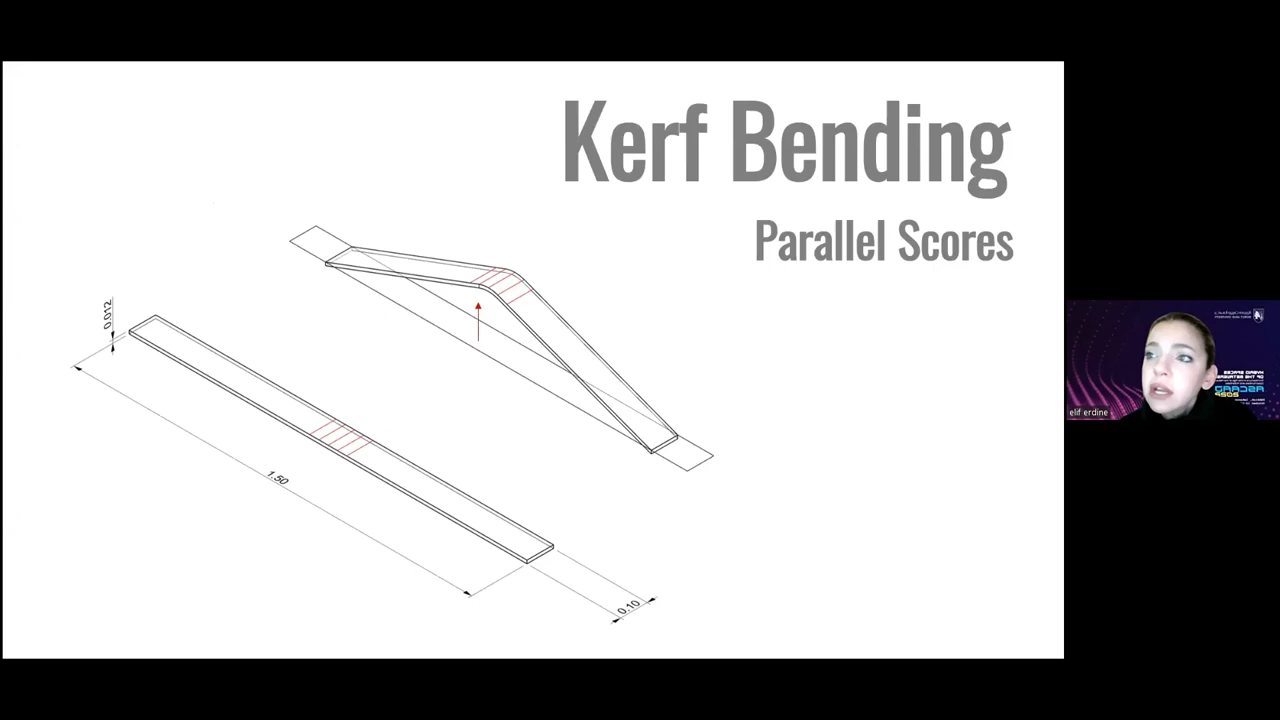 Kerf Bending
Parallel Scores
0.012
1.50
0.10
elif erdine